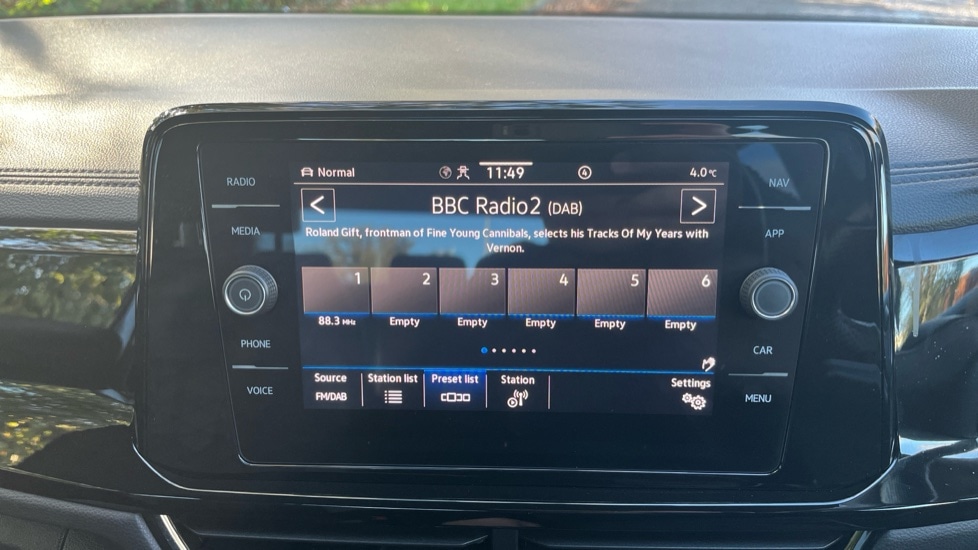 RADIO
MEDIA
PHONE
VOICE
Normal
11:49
4
4.0°C
< BBC Radio2 (DAB) >
Roland Gift, frontman of Fine Young Cannibals, selects his Tracks Of My Years with
Vernon.
1 2 3 4 5 6
88.3 MHz Empty Empty Empty Empty Empty
Source Station list Preset list Station Settings
FM/DAB
NAV
APP
CAR
MENU